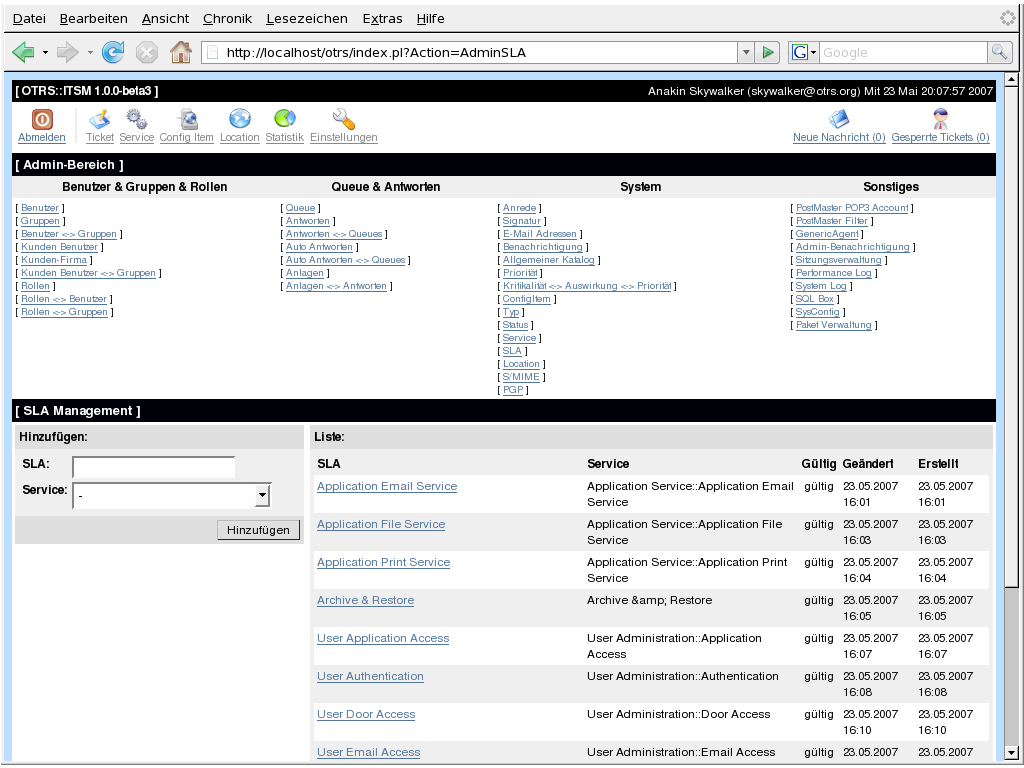 Datei Bearbeiten Ansicht Chronik Lesezeichen Extras Hilfe
http://localhost/otrs/index.pl?Action=AdminSLA
G Google
[ OTRS::ITSM 1.0.0-beta3 ] Anakin Skywalker (skywalker@otrs.org) Mit 23 Mai 20:07:57 2007
Abmelden Ticket Service Config Item Location Statistik Einstellungen Neue Nachricht (0) Gesperrte Tickets (0)
[ Admin-Bereich ]
Benutzer & Gruppen & Rollen Queue & Antworten System Sonstiges
[ Benutzer ] [ Queue ] [ Anrede ] [ PostMaster POP3 Account ]
[ Gruppen ] [ Antworten ] [ Signatur ] [ PostMaster Filter ]
[ Benutzer <-> Gruppen ] [ Antworten <-> Queues ] [ E-Mail Adressen ] [ GenericAgent ]
[ Kunden Benutzer ] [ Auto Antworten ] [ Benachrichtigung ] [ Admin-Benachrichtigung ]
[ Kunden-Firma ] [ Auto Antworten <-> Queues ] [ Allgemeiner Katalog ] [ Sitzungsverwaltung ]
[ Kunden Benutzer <-> Gruppen ] [ Anlagen ] [ Priorität ] [ Performance Log ]
[ Rollen ] [ Anlagen <-> Antworten ] [ Kritikalität <-> Auswirkung <-> Priorität ] [ System Log ]
[ Rollen <-> Benutzer ] [ ConfigItem ] [ SQL Box ]
[ Rollen <-> Gruppen ] [ Typ ] [ SysConfig ]
[ Status ] [ Paket Verwaltung ]
[ Service ]
[ SLA ]
[ Location ]
[ S/MIME ]
[ PGP ]
[ SLA Management ]
Hinzufügen:
SLA:
Service: -
Hinzufügen
Liste:
SLA Service Gültig Geändert Erstellt
Application Email Service Application Service::Application Email gültig 23.05.2007 23.05.2007
Service 16:01 16:01
Application File Service Application Service::Application File gültig 23.05.2007 23.05.2007
Service 16:03 16:03
Application Print Service Application Service::Application Print gültig 23.05.2007 23.05.2007
Service 16:04 16:04
Archive & Restore Archive &amp; Restore gültig 23.05.2007 23.05.2007
16:05 16:05
User Application Access User Administration::Application gültig 23.05.2007 23.05.2007
Access 16:07 16:07
User Authentication User Administration::Authentication gültig 23.05.2007 23.05.2007
16:08 16:08
User Door Access User Administration::Door Access gültig 23.05.2007 23.05.2007
16:10 16:10
User Email Access User Administration::Email Access gültig 23.05.2007 23.05.2007